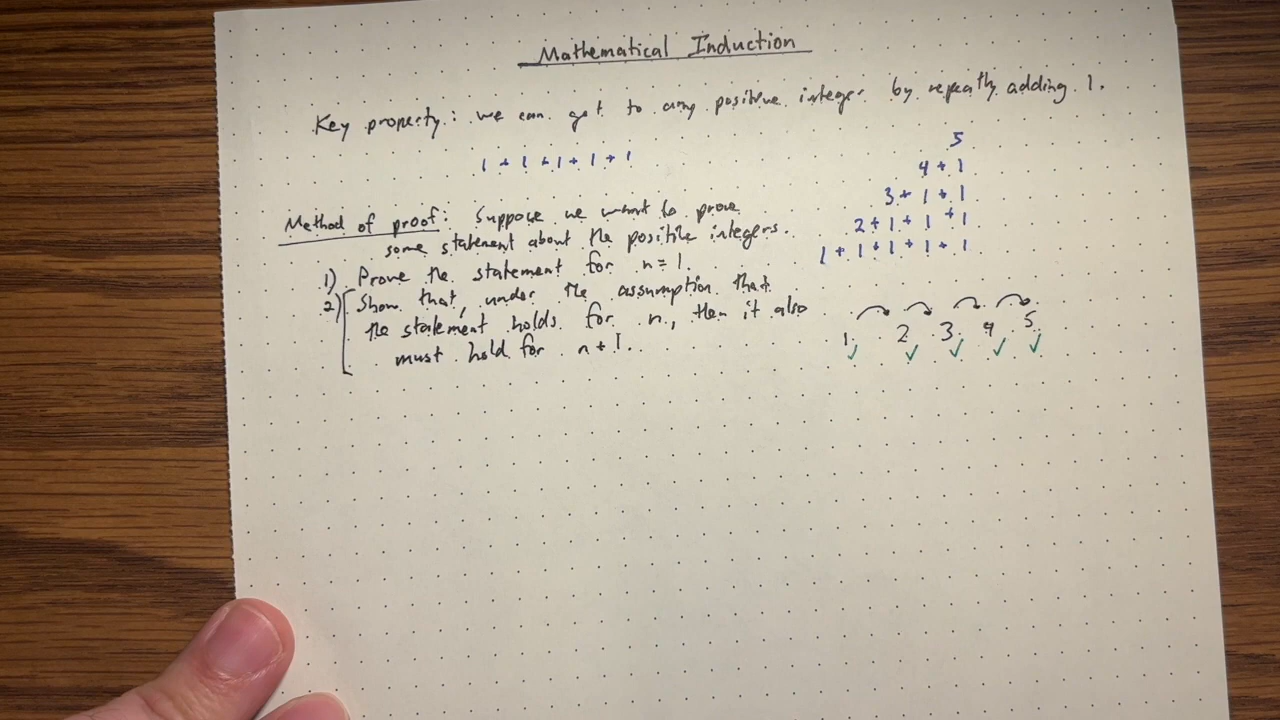 Mathematical Induction
Key property: we can get to any positive integer by repeatly adding 1.
1 + 1 + 1 + 1 + 1
5
4 + 1
3 + 1 + 1
2 + 1 + 1 + 1
1 + 1 + 1 + 1 + 1
Method of proof: Suppose we want to prove
some statement about the positive integers.
1) Prove the statement for n = 1.
2) Show that, under the assumption that
the statement holds for n, then it also
must hold for n + 1.
1 2 3 4 5
✓ ✓ ✓ ✓ ✓